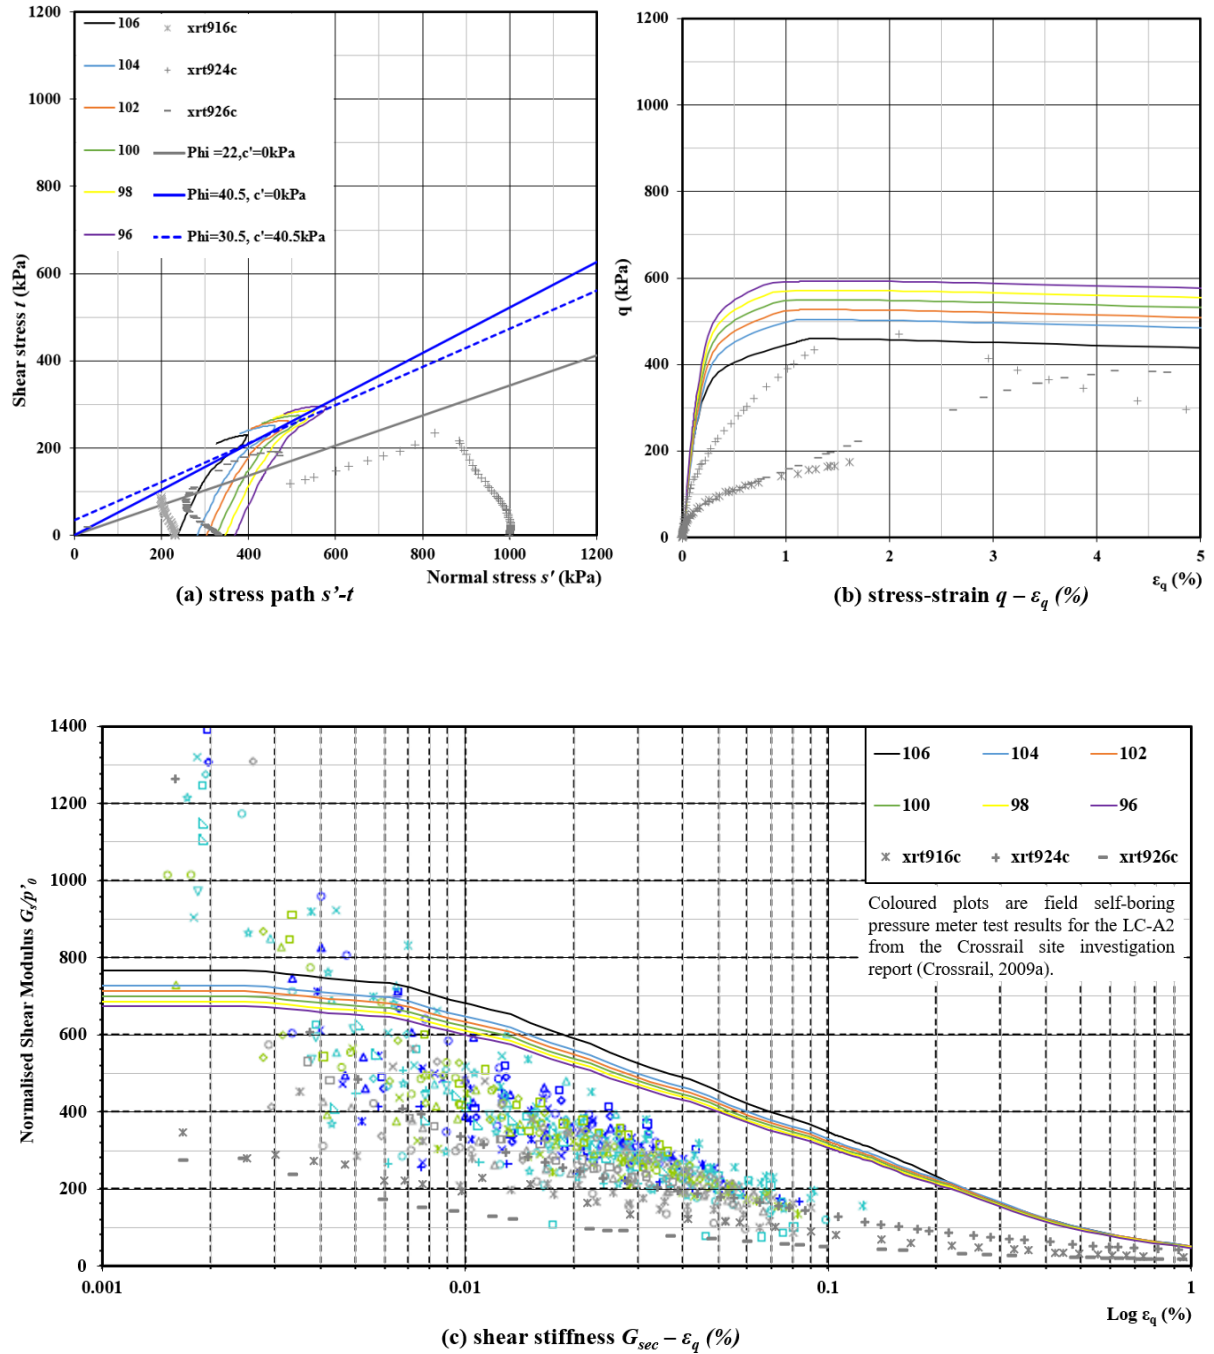 1200
1000
800
600
400
200
0
Shear stress t (kPa)
106
104
102
100
98
96
xrt916c
xrt924c
xrt926c
Phi =22,c'=0kPa
Phi=40.5, c'=0kPa
Phi=30.5, c'=40.5kPa
0 200 400 600 800 1000 1200
Normal stress s' (kPa)
(a) stress path s'-t
1200
1000
800
600
400
200
0
q (kPa)
0 1 2 3 4 5
εq (%)
(b) stress-strain q – εq (%)
1400
1200
1000
800
600
400
200
0
Normalised Shear Modulus Gs/p'0
106 104 102
100 98 96
xrt916c xrt924c xrt926c
Coloured plots are field self-boring
pressure meter test results for the LC-A2
from the Crossrail site investigation
report (Crossrail, 2009a).
0.001 0.01 0.1 1
Log εq (%)
(c) shear stiffness Gsec – εq (%)